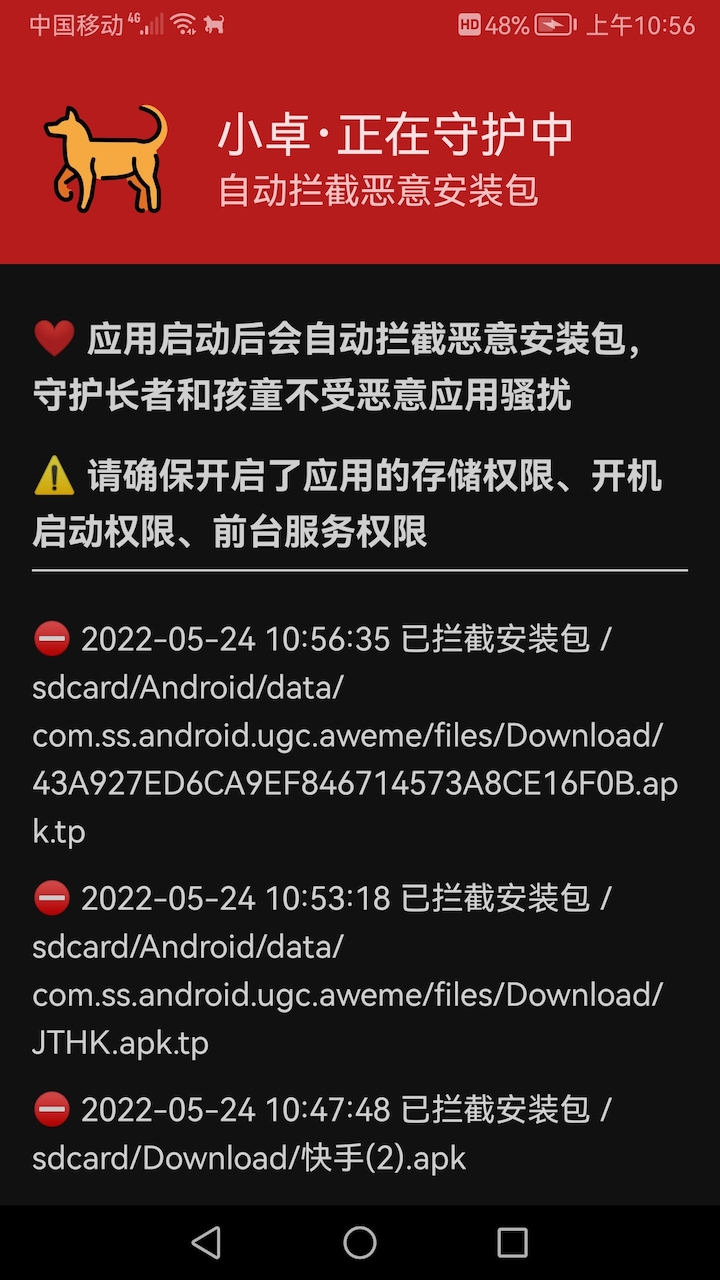 中国移动 4G HD 48% 上午10:56
小卓·正在守护中
自动拦截恶意安装包
应用启动后会自动拦截恶意安装包，
守护长者和孩童不受恶意应用骚扰
请确保开启了应用的存储权限、开机
启动权限、前台服务权限
2022-05-24 10:56:35 已拦截安装包 /
sdcard/Android/data/
com.ss.android.ugc.aweme/files/Download/
43A927ED6CA9EF846714573A8CE16F0B.ap
k.tp
2022-05-24 10:53:18 已拦截安装包 /
sdcard/Android/data/
com.ss.android.ugc.aweme/files/Download/
JTHK.apk.tp
2022-05-24 10:47:48 已拦截安装包 /
sdcard/Download/快手(2).apk